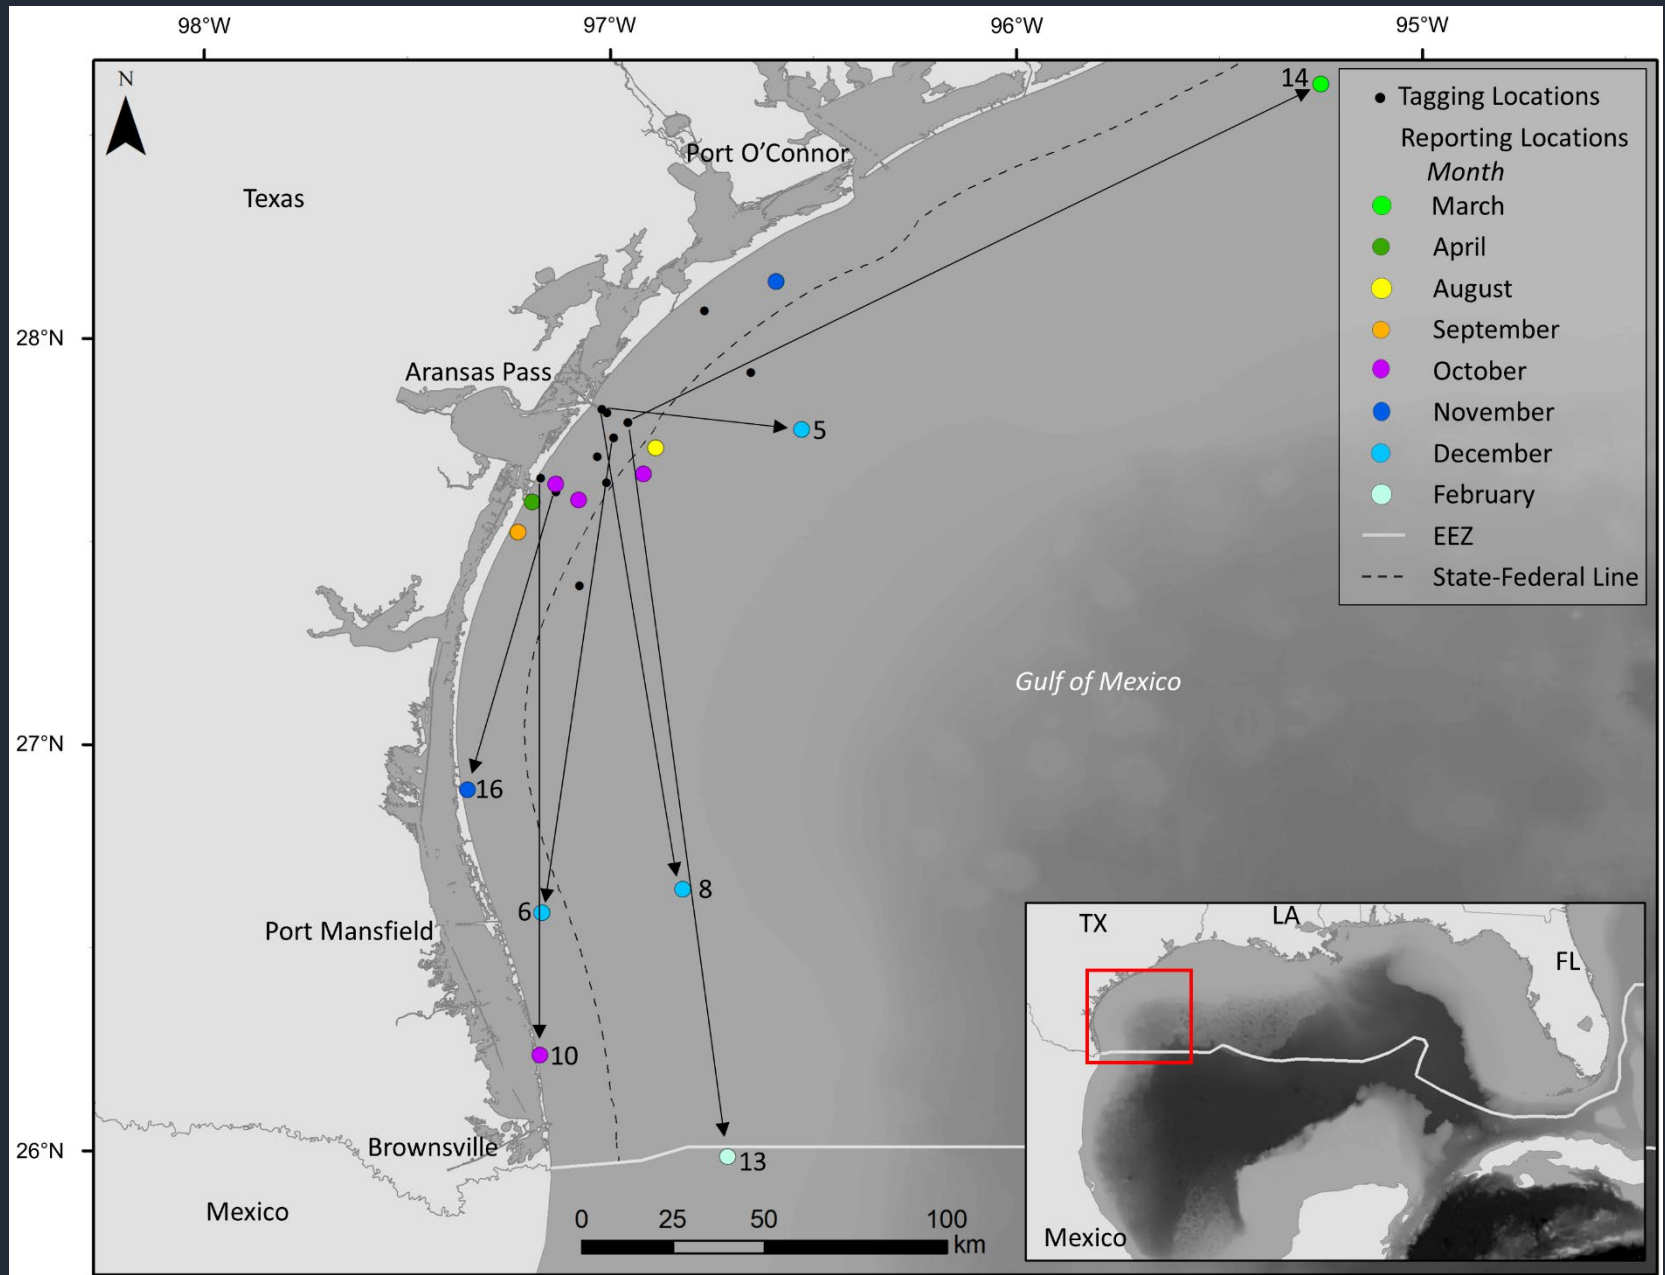 98°W
97°W
96°W
95°W
N
14
Tagging Locations
Reporting Locations
Month
March
April
August
September
October
November
December
February
EEZ
State-Federal Line
Port O'Connor
Texas
28°N
Aransas Pass
5
Gulf of Mexico
27°N
16
8
6
Port Mansfield
10
Brownsville
26°N
13
Mexico
0 25 50 100
km
TX
LA
FL
Mexico